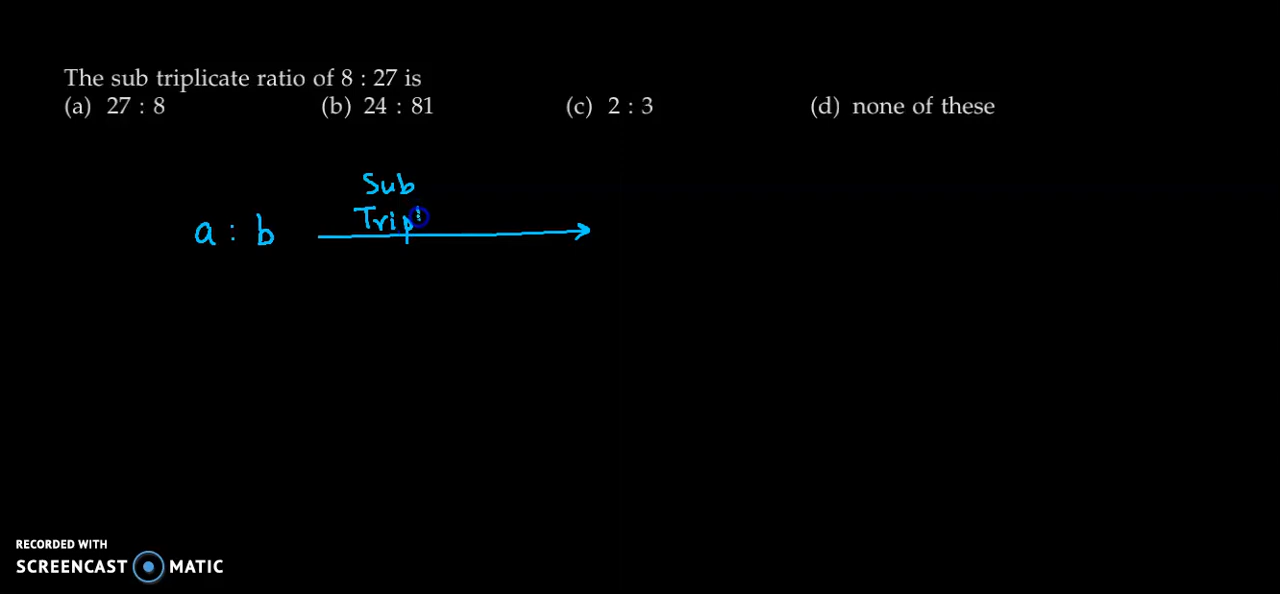 The sub triplicate ratio of 8 : 27 is
(a) 27 : 8 (b) 24 : 81 (c) 2 : 3 (d) none of these
Sub
a : b
RECORDED WITH
SCREENCAST MATIC